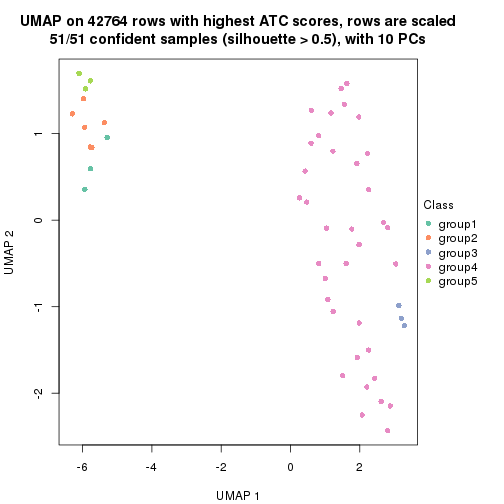 UMAP on 42764 rows with highest ATC scores, rows are scaled
51/51 confident samples (silhouette > 0.5), with 10 PCs
1
0
-1
-2
UMAP 2
-6
-4
-2
0
2
UMAP 1
Class
group1
group2
group3
group4
group5